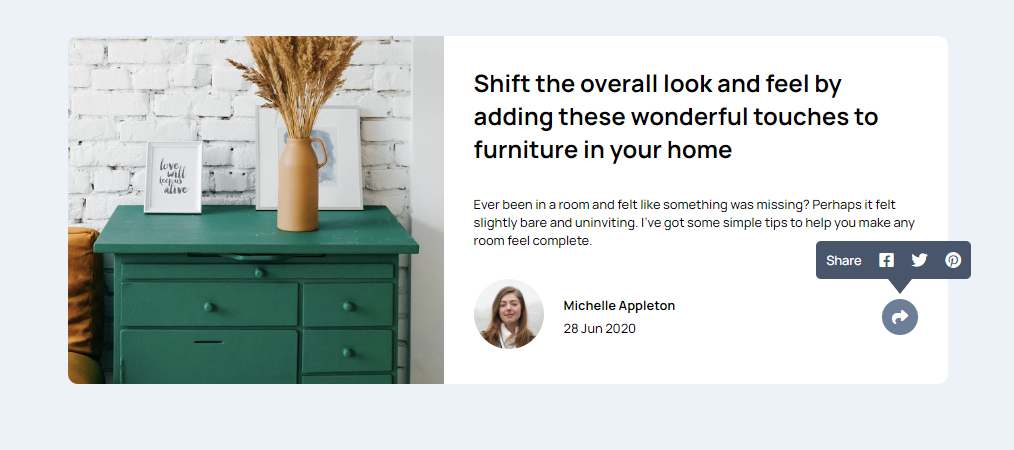 love
will
keep us
alive
Shift the overall look and feel by
adding these wonderful touches to
furniture in your home
Ever been in a room and felt like something was missing? Perhaps it felt
slightly bare and uninviting. I've got some simple tips to help you make any
room feel complete.
Share
Michelle Appleton
28 Jun 2020